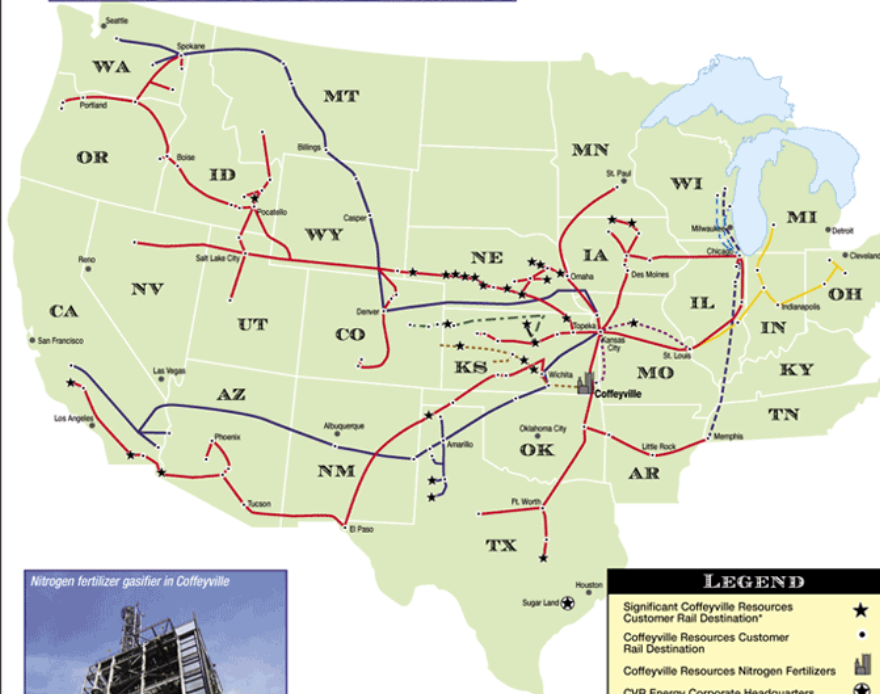 Seattle
Spokane
WA
MT
Portland
OR
Boise
ID
Billings
MN
St. Paul
WI
Pocatello
WY
Casper
Milwaukee
MI
Detroit
Reno
Salt Lake City
NE
IA
Chicago
Cleveland
NV
Omaha
Des Moines
OH
CA
UT
Denver
CO
IL
Indianapolis
IN
San Francisco
Topeka
Kansas
City
St. Louis
KS
MO
KY
Las Vegas
Wichita
Coffeyville
AZ
TN
Los Angeles
Phoenix
Albuquerque
Amarillo
Oklahoma City
OK
Little Rock
Memphis
NM
AR
Tucson
Ft. Worth
El Paso
TX
Houston
Sugar Land
Nitrogen fertilizer gasifier in Coffeyville
LEGEND
Significant Coffeyville Resources
Customer Rail Destination*
Coffeyville Resources Customer
Rail Destination
Coffeyville Resources Nitrogen Fertilizers
CVR Energy Corporate Headquarters